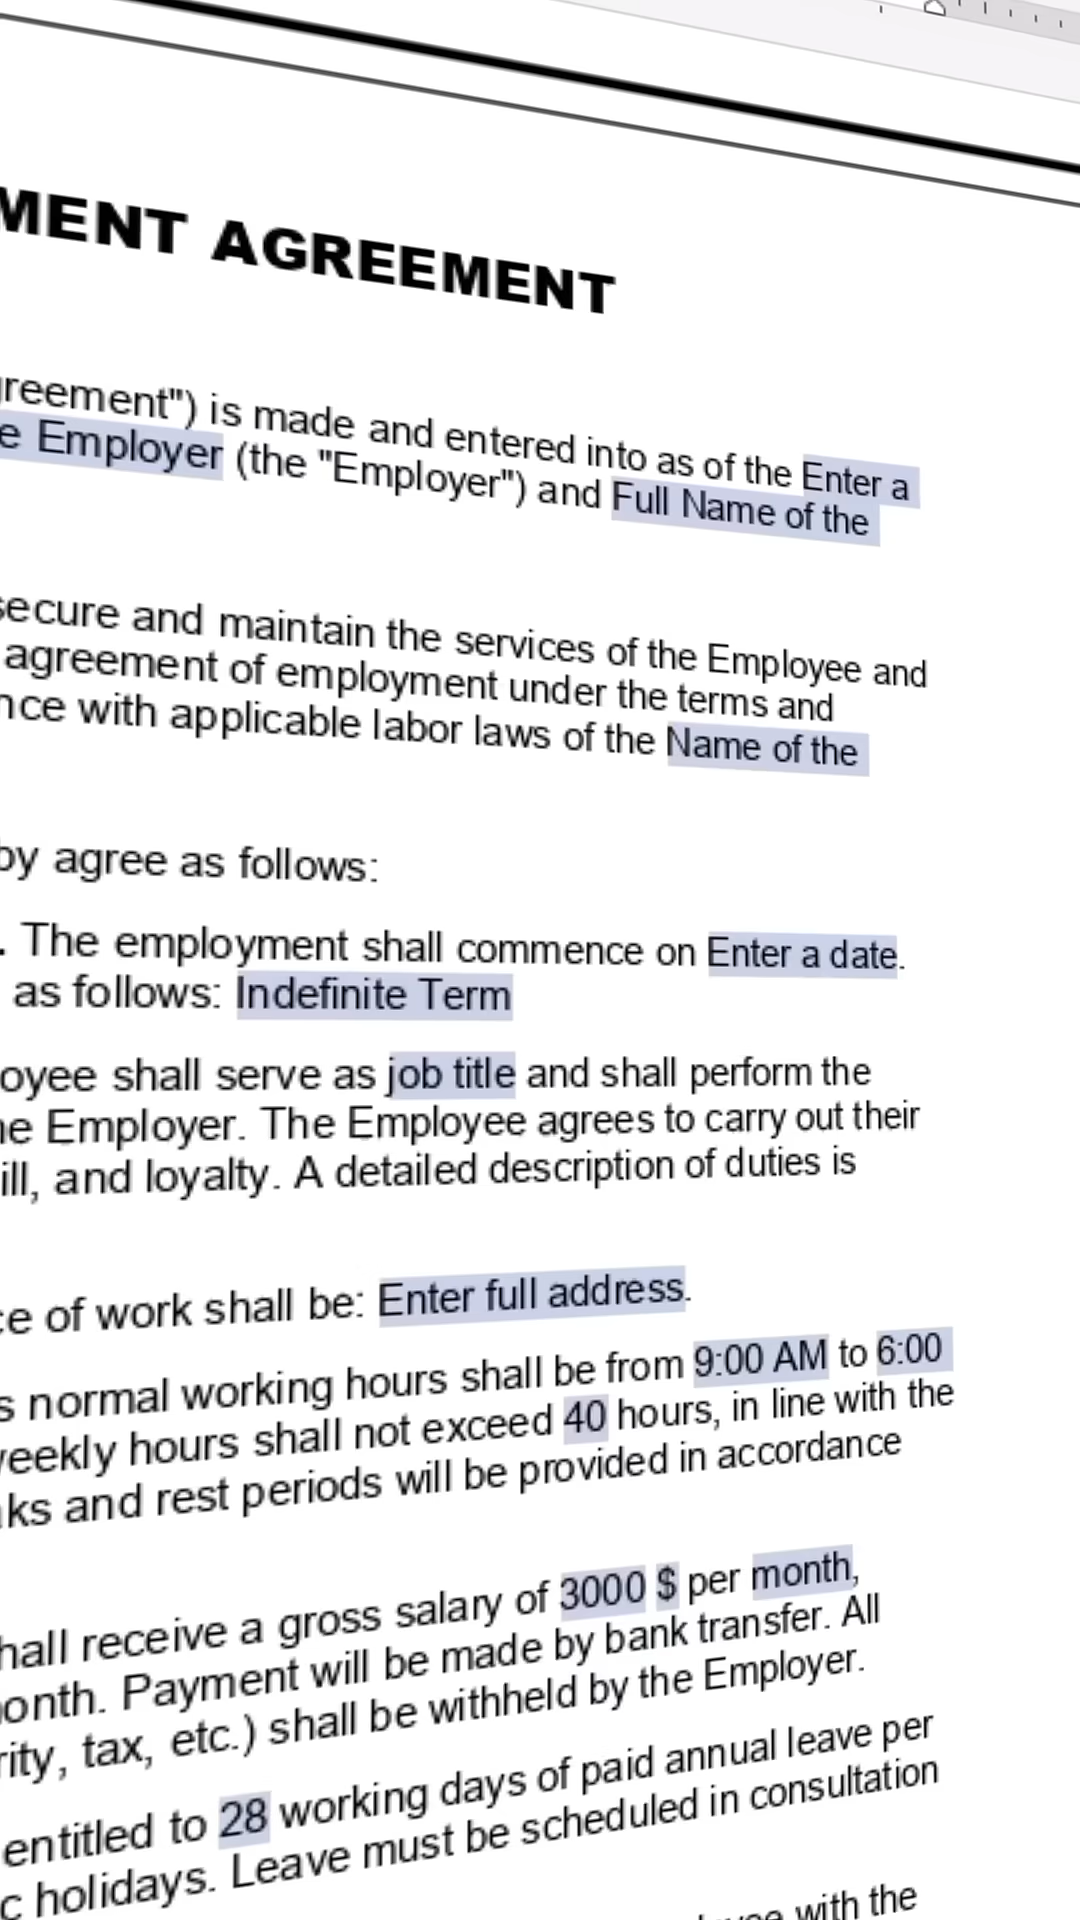 MENT AGREEMENT
greement") is made and entered into as of the Enter a
e Employer (the "Employer") and Full Name of the
secure and maintain the services of the Employee and
agreement of employment under the terms and
nce with applicable labor laws of the Name of the
by agree as follows:
. The employment shall commence on Enter a date.
as follows: Indefinite Term
oyee shall serve as job title and shall perform the
he Employer. The Employee agrees to carry out their
ill, and loyalty. A detailed description of duties is
ce of work shall be: Enter full address.
s normal working hours shall be from 9:00 AM to 6:00
weekly hours shall not exceed 40 hours, in line with the
aks and rest periods will be provided in accordance
hall receive a gross salary of 3000 $ per month,
onth. Payment will be made by bank transfer. All
rity, tax, etc.) shall be withheld by the Employer.
entitled to 28 working days of paid annual leave per
c holidays. Leave must be scheduled in consultation
with the